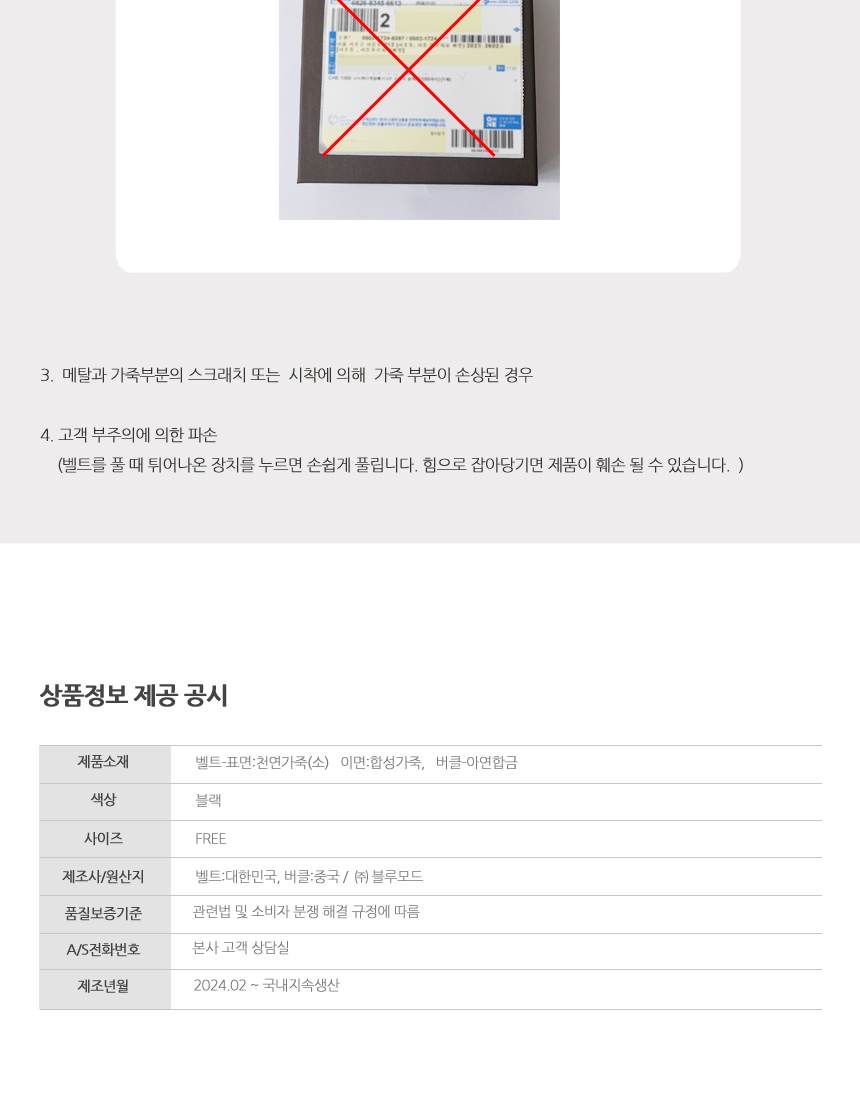 2
3. 메탈과 가죽부분의 스크래치 또는 시착에 의해 가죽 부분이 손상된 경우
4. 고객 부주의에 의한 파손
(벨트를 풀 때 튀어나온 장치를 누르면 손쉽게 풀립니다. 힘으로 잡아당기면 제품이 훼손 될 수 있습니다. )
상품정보 제공 공시
제품소재 벨트-표면:천연가죽(소) 이면:합성가죽, 버클-아연합금
색상 블랙
사이즈 FREE
제조사/원산지 벨트:대한민국, 버클:중국 / ㈜ 블루모드
품질보증기준 관련법 및 소비자 분쟁 해결 규정에 따름
A/S전화번호 본사 고객 상담실
제조년월 2024.02 ~ 국내지속생산